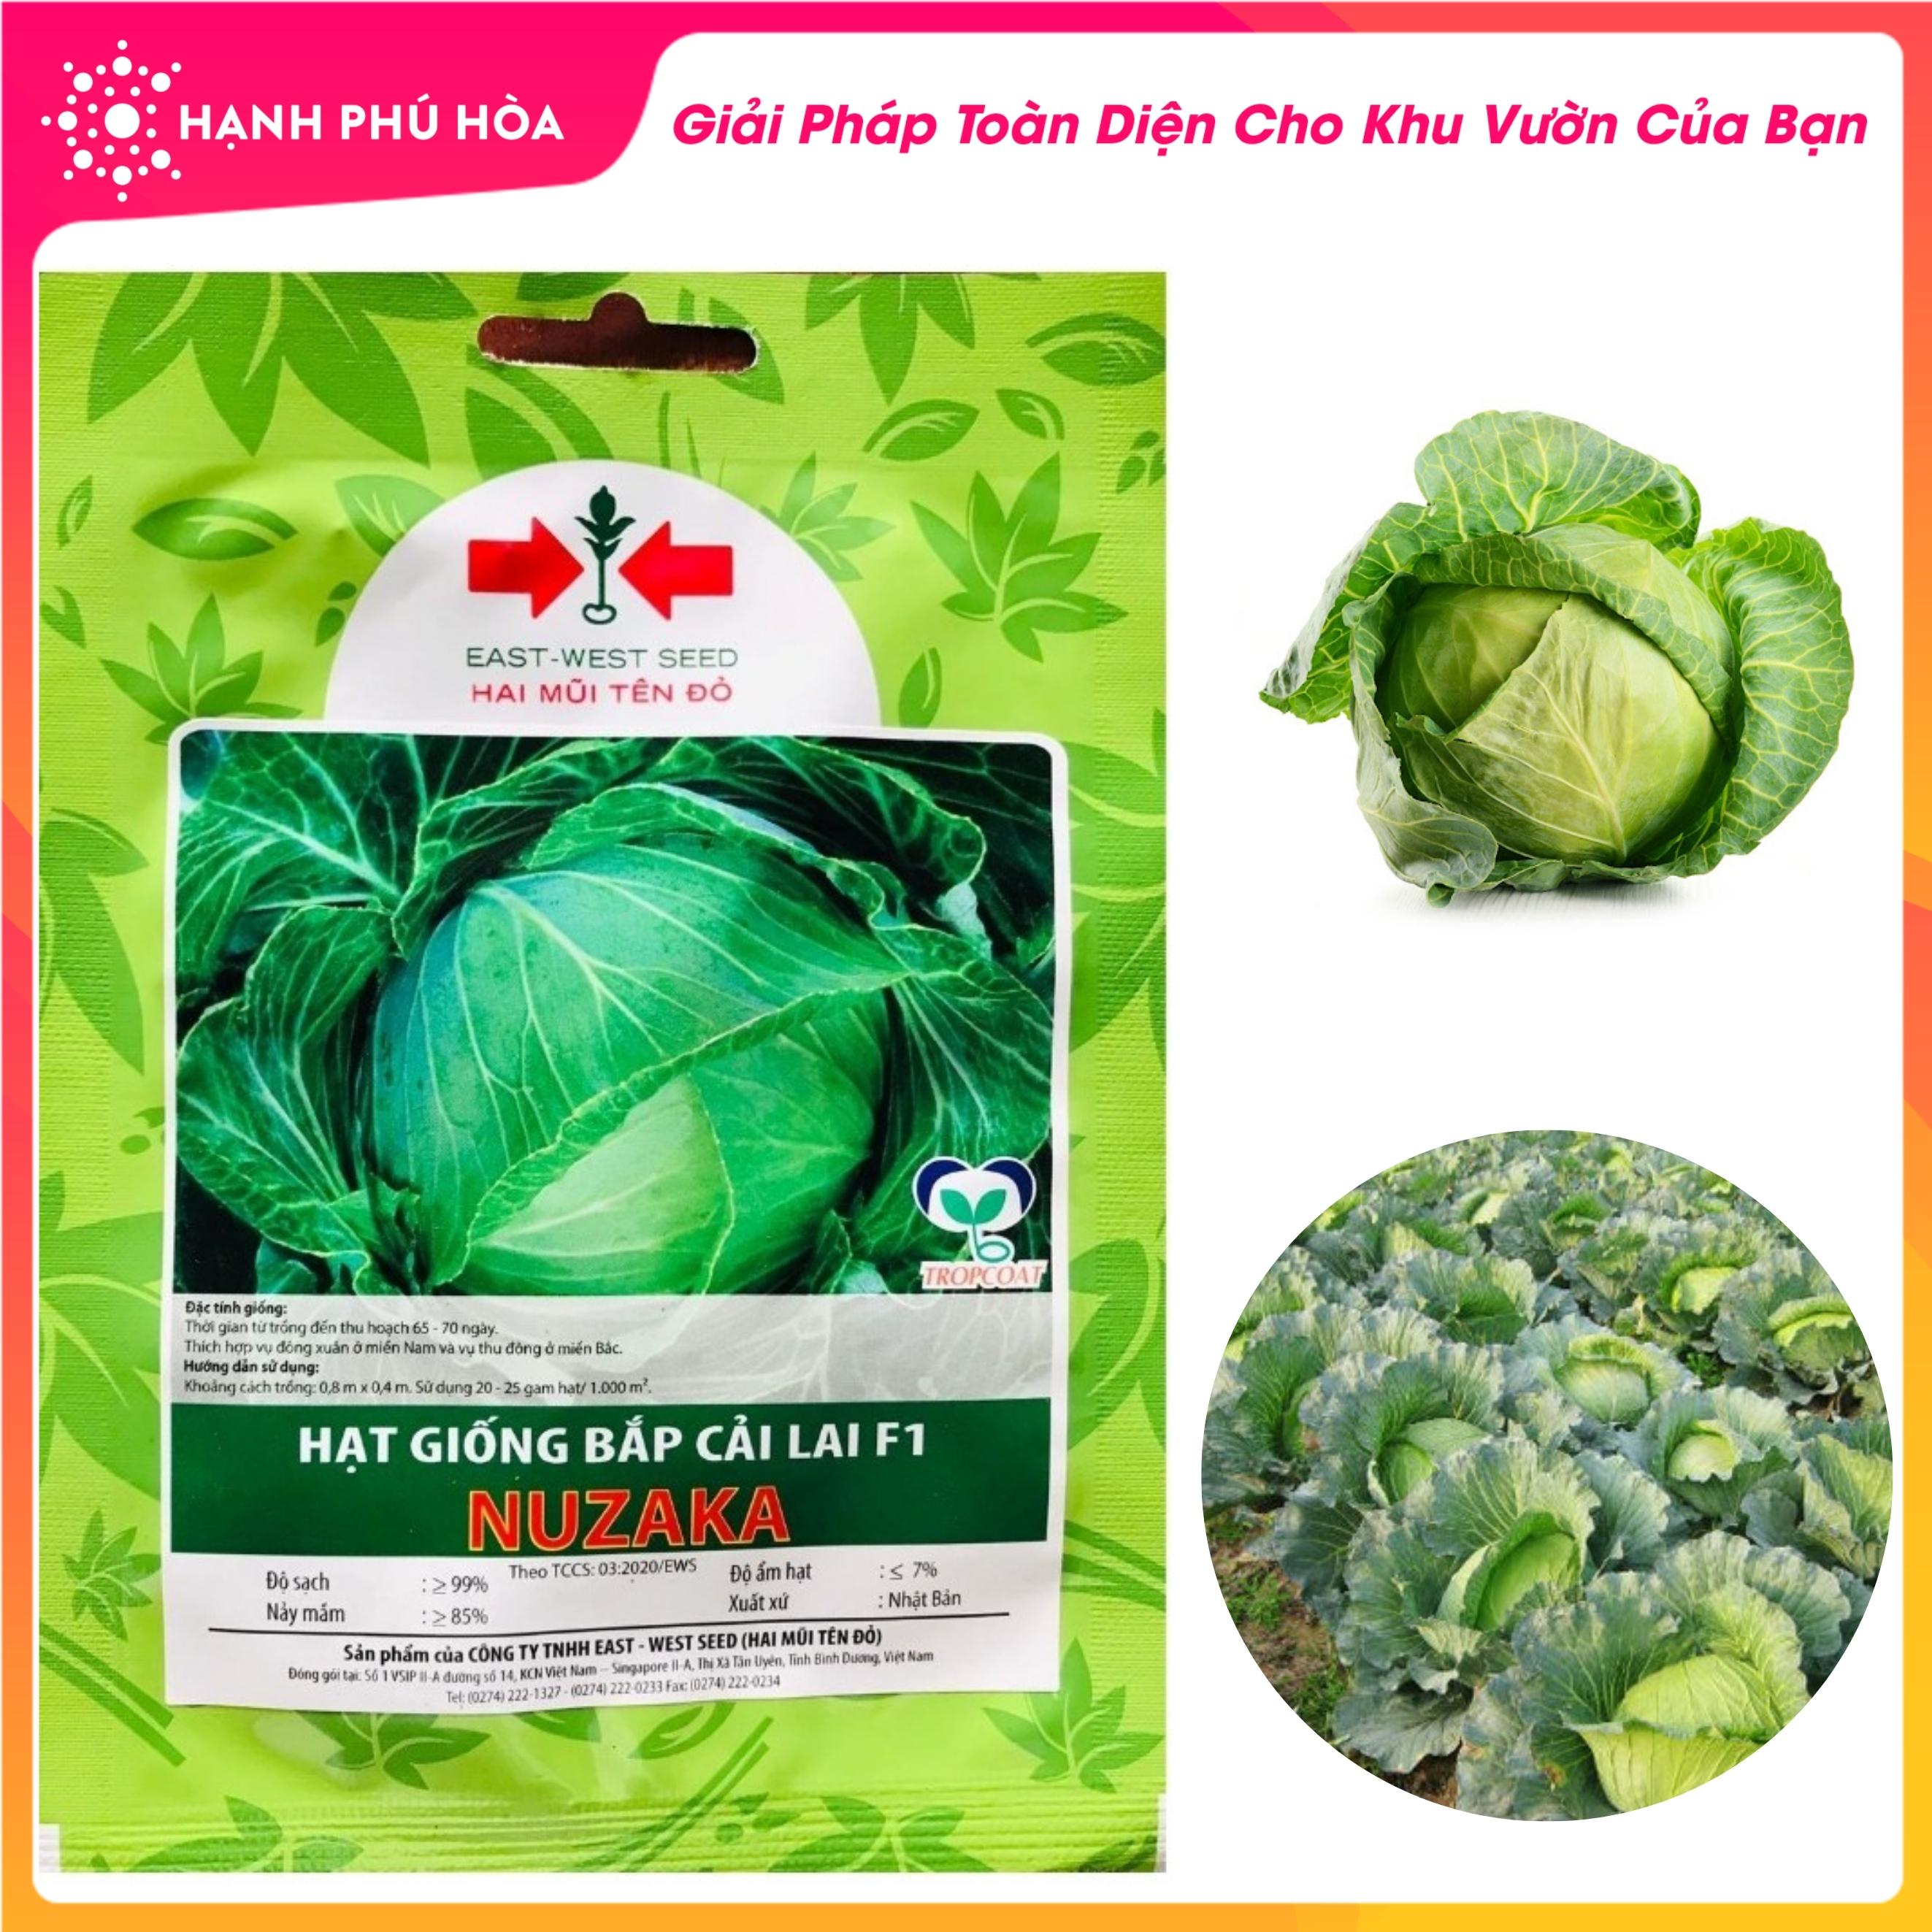 HẠNH PHÚ HÒA
Giải Pháp Toàn Diện Cho Khu Vườn Của Bạn
EAST-WEST SEED
HAI MŨI TÊN ĐỎ
TROPCOAT
Đặc tính giống:
Thời gian từ trồng đến thu hoạch 65 - 70 ngày.
Thích hợp vụ đông xuân ở miền Nam và vụ thu đông ở miền Bắc.
Hướng dẫn sử dụng:
Khoảng cách trồng: 0,8 m x 0,4 m. Sử dụng 20 - 25 gam hạt/ 1.000 m².
HẠT GIỐNG BẮP CẢI LAI F1
NUZAKA
Theo TCCS: 03:2020/EWS
Độ sạch : ≥ 99% Độ ẩm hạt : ≤ 7%
Nảy mầm : ≥ 85% Xuất xứ : Nhật Bản
Sản phẩm của CÔNG TY TNHH EAST - WEST SEED (HAI MŨI TÊN ĐỎ)
Đóng gói tại: Số 1 VSIP II-A đường số 14, KCN Việt Nam – Singapore II-A, Thị Xã Tân Uyên, Tỉnh Bình Dương, Việt Nam
Tel: (0274) 222-1327 - (0274) 222-0233 Fax: (0274) 222-0234